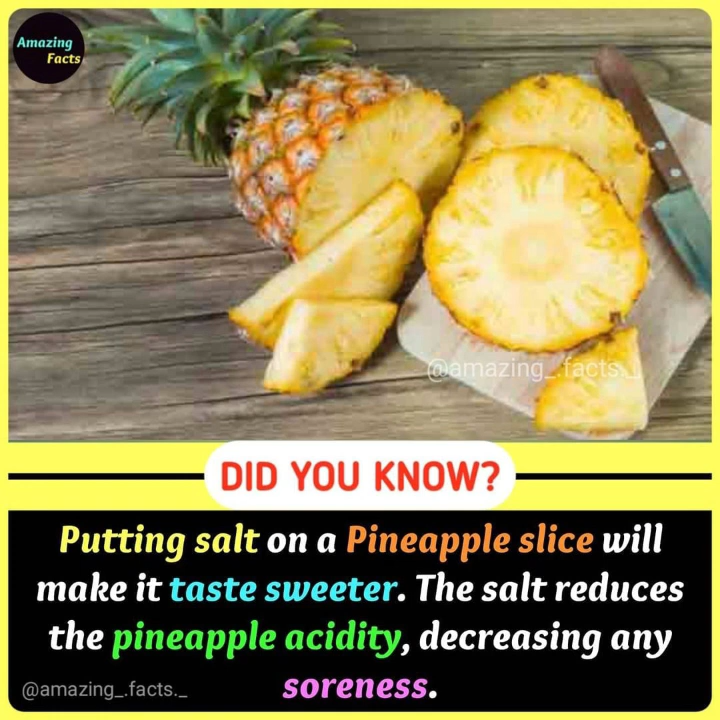 Amazing
Facts
@amazing_.facts._
DID YOU KNOW?
Putting salt on a Pineapple slice will
make it taste sweeter. The salt reduces
the pineapple acidity, decreasing any
soreness.
@amazing_.facts._